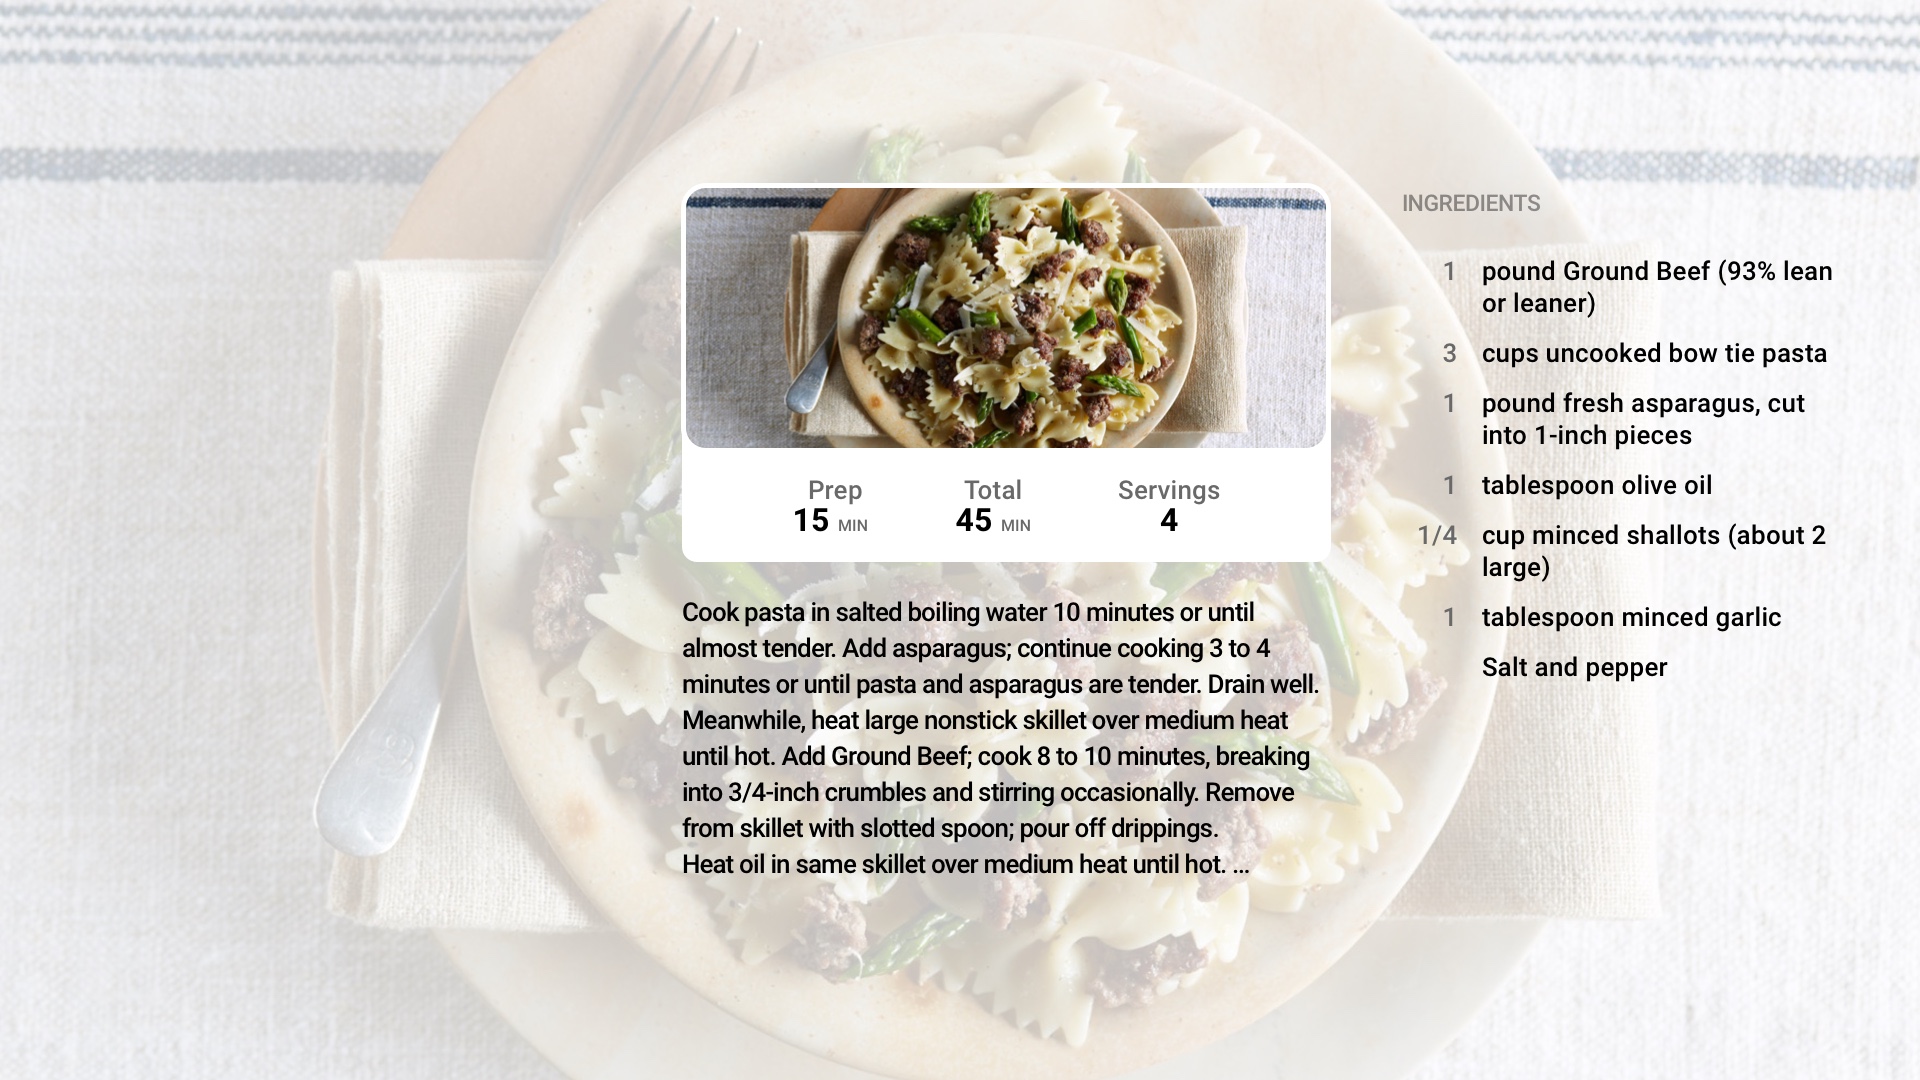 Prep
15 MIN
Total
45 MIN
Servings
4
Cook pasta in salted boiling water 10 minutes or until
almost tender. Add asparagus; continue cooking 3 to 4
minutes or until pasta and asparagus are tender. Drain well.
Meanwhile, heat large nonstick skillet over medium heat
until hot. Add Ground Beef; cook 8 to 10 minutes, breaking
into 3/4-inch crumbles and stirring occasionally. Remove
from skillet with slotted spoon; pour off drippings.
Heat oil in same skillet over medium heat until hot. ...
INGREDIENTS
1 pound Ground Beef (93% lean
or leaner)
3 cups uncooked bow tie pasta
1 pound fresh asparagus, cut
into 1-inch pieces
1 tablespoon olive oil
1/4 cup minced shallots (about 2
large)
1 tablespoon minced garlic
Salt and pepper